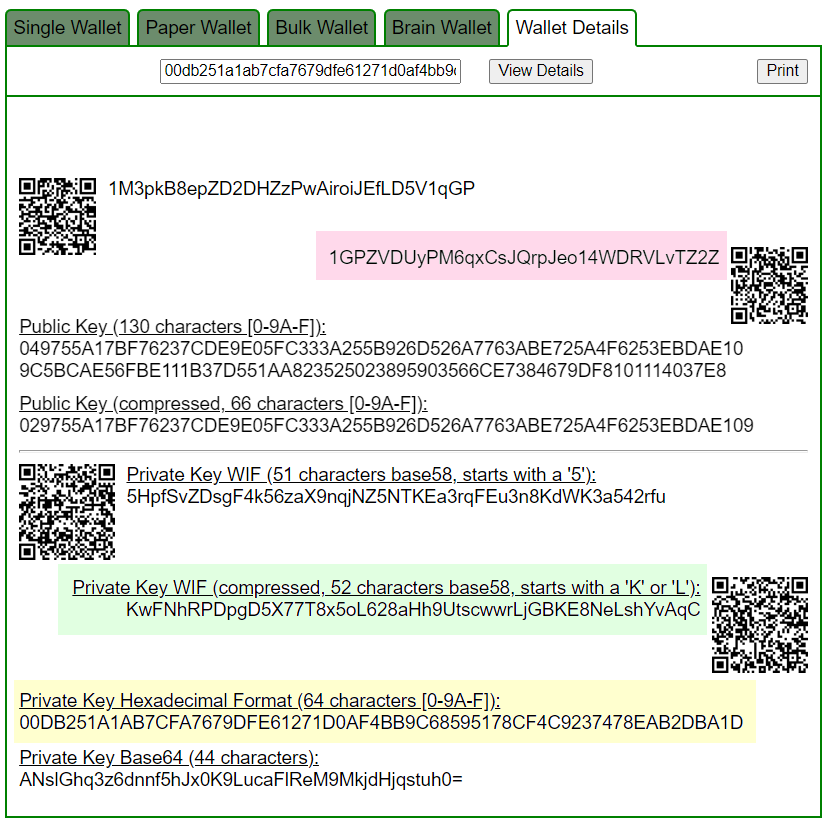 Single Wallet
Paper Wallet
Bulk Wallet
Brain Wallet
Wallet Details
00db251a1ab7cfa7679dfe61271d0af4bb9c
View Details
Print
1M3pkB8epZD2DHZzPwAiroiJEfLD5V1qGP
1GPZVDUyPM6qxCsJQrpJeo14WDRVLvTZ2Z
Public Key (130 characters [0-9A-F]):
049755A17BF76237CDE9E05FC333A255B926D526A7763ABE725A4F6253EBDAE10
9C5BCAE56FBE111B37D551AA823525023895903566CE7384679DF8101114037E8
Public Key (compressed, 66 characters [0-9A-F]):
029755A17BF76237CDE9E05FC333A255B926D526A7763ABE725A4F6253EBDAE109
Private Key WIF (51 characters base58, starts with a '5'):
5HpfSvZDsgF4k56zaX9nqjNZ5NTKEa3rqFEu3n8KdWK3a542rfu
Private Key WIF (compressed, 52 characters base58, starts with a 'K' or 'L'):
KwFNhRPDpgD5X77T8x5oL628aHh9UtscwwrLjGBKE8NeLshYvAqC
Private Key Hexadecimal Format (64 characters [0-9A-F]):
00DB251A1AB7CFA7679DFE61271D0AF4BB9C68595178CF4C9237478EAB2DBA1D
Private Key Base64 (44 characters):
ANslGhq3z6dnnf5hJx0K9LucaFlReM9MkjdHjqstuh0=